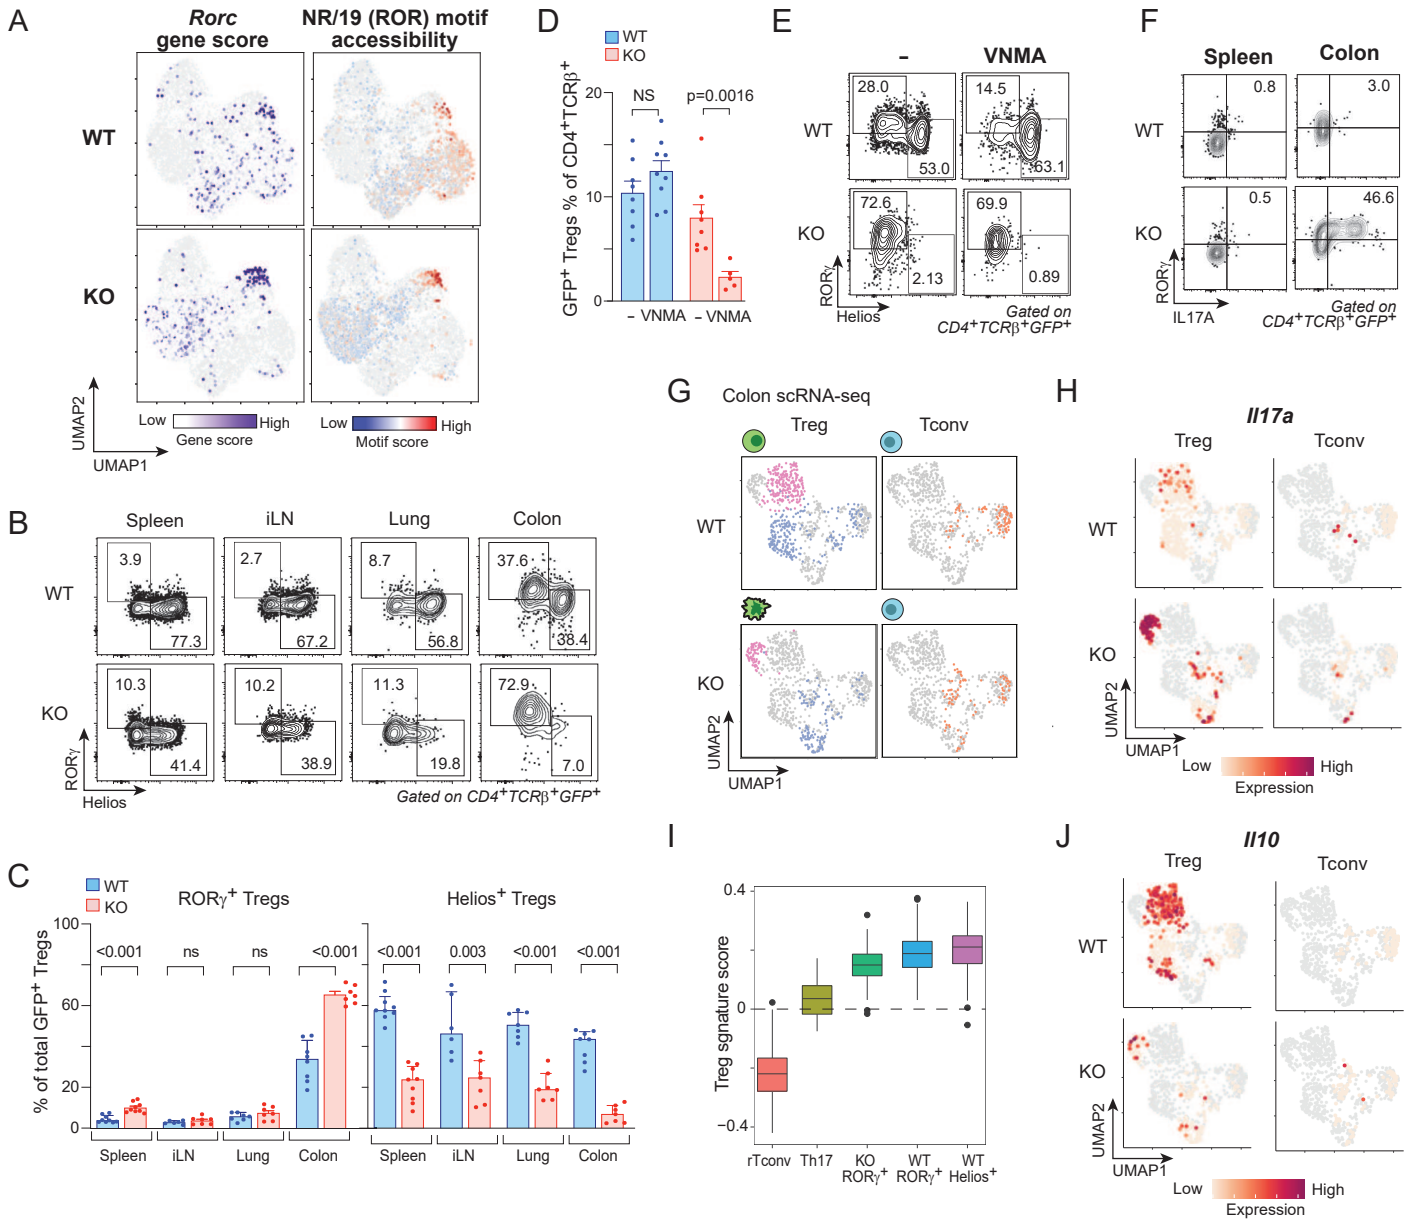 A
Rorc
gene score
NR/19 (ROR) motif
accessibility
WT
KO
UMAP2
UMAP1
Low
High
Gene score
Low
High
Motif score
B
Spleen
iLN
Lung
Colon
WT
3.9
77.3
2.7
67.2
8.7
56.8
37.6
38.4
KO
10.3
41.4
10.2
38.9
11.3
19.8
72.9
7.0
RORγ
Helios
Gated on CD4+TCRβ+GFP+
C
WT
KO
RORγ+ Tregs
Helios+ Tregs
% of total GFP+ Tregs
100
60
20
0
<0.001
ns
ns
<0.001
<0.001
0.003
<0.001
<0.001
Spleen
iLN
Lung
Colon
Spleen
iLN
Lung
Colon
D
WT
KO
GFP+ Tregs % of CD4+TCRβ+
20
10
0
NS
p=0.0016
– VNMA
– VNMA
E
–
VNMA
WT
28.0
53.0
14.5
63.1
KO
72.6
2.13
69.9
0.89
RORγ
Helios
Gated on
CD4+TCRβ+GFP+
F
Spleen
Colon
WT
0.8
3.0
KO
0.5
46.6
RORγ
IL17A
Gated on
CD4+TCRβ+GFP+
G
Colon scRNA-seq
Treg
Tconv
WT
KO
UMAP2
UMAP1
H
Il17a
Treg
Tconv
WT
KO
UMAP2
UMAP1
Low
High
Expression
I
Treg sgnature score
0.4
0
−0.4
rTconv
Th17
KO
RORγ+
WT
RORγ+
WT
Helios+
J
Il10
Treg
Tconv
WT
KO
UMAP2
UMAP1
Low
High
Expression